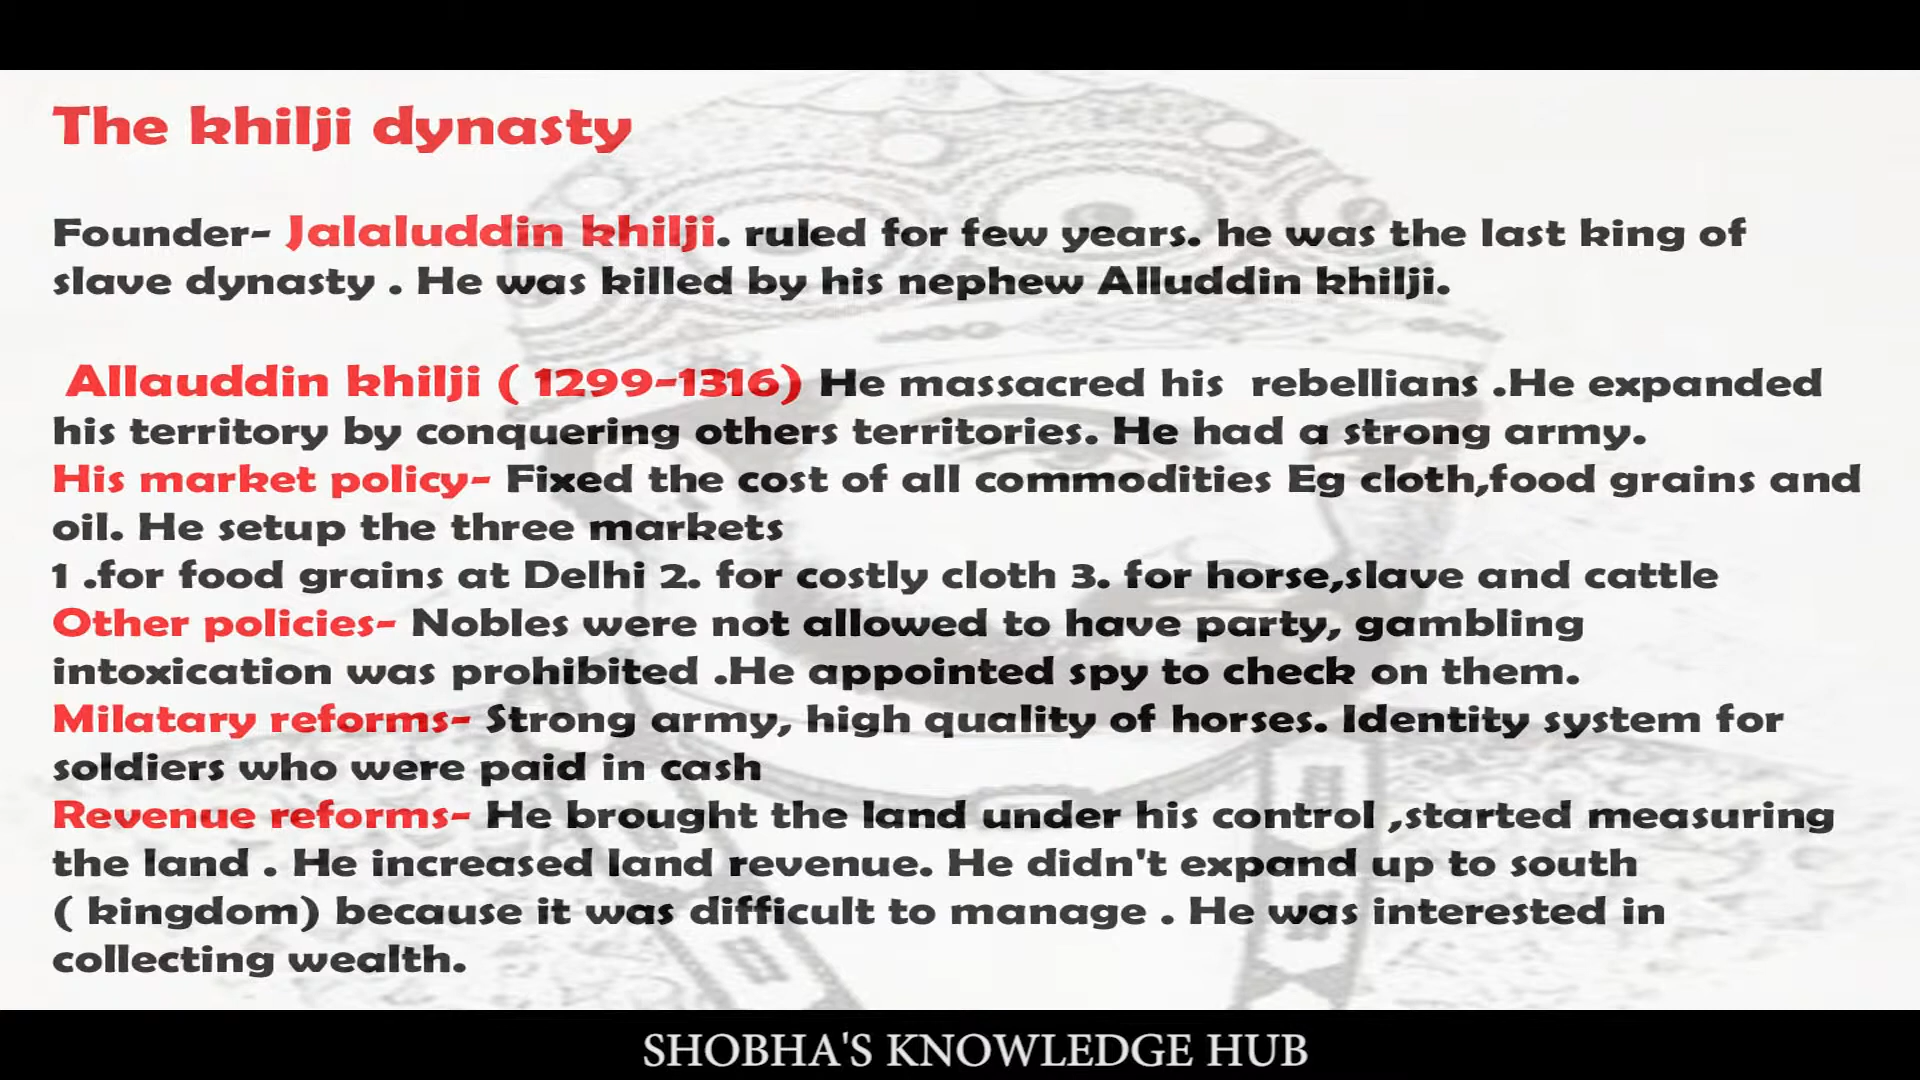 The khilji dynasty
Founder- Jalaluddin khilji. ruled for few years. he was the last king of
slave dynasty . He was killed by his nephew Alluddin khilji.
Allauddin khilji ( 1299-1316) He massacred his rebellians .He expanded
his territory by conquering others territories. He had a strong army.
His market policy- Fixed the cost of all commodities Eg cloth,food grains and
oil. He setup the three markets
1 .for food grains at Delhi 2. for costly cloth 3. for horse,slave and cattle
Other policies- Nobles were not allowed to have party, gambling
intoxication was prohibited .He appointed spy to check on them.
Milatary reforms- Strong army, high quality of horses. Identity system for
soldiers who were paid in cash
Revenue reforms- He brought the land under his control ,started measuring
the land . He increased land revenue. He didn't expand up to south
( kingdom) because it was difficult to manage . He was interested in
collecting wealth.
SHOBHA'S KNOWLEDGE HUB